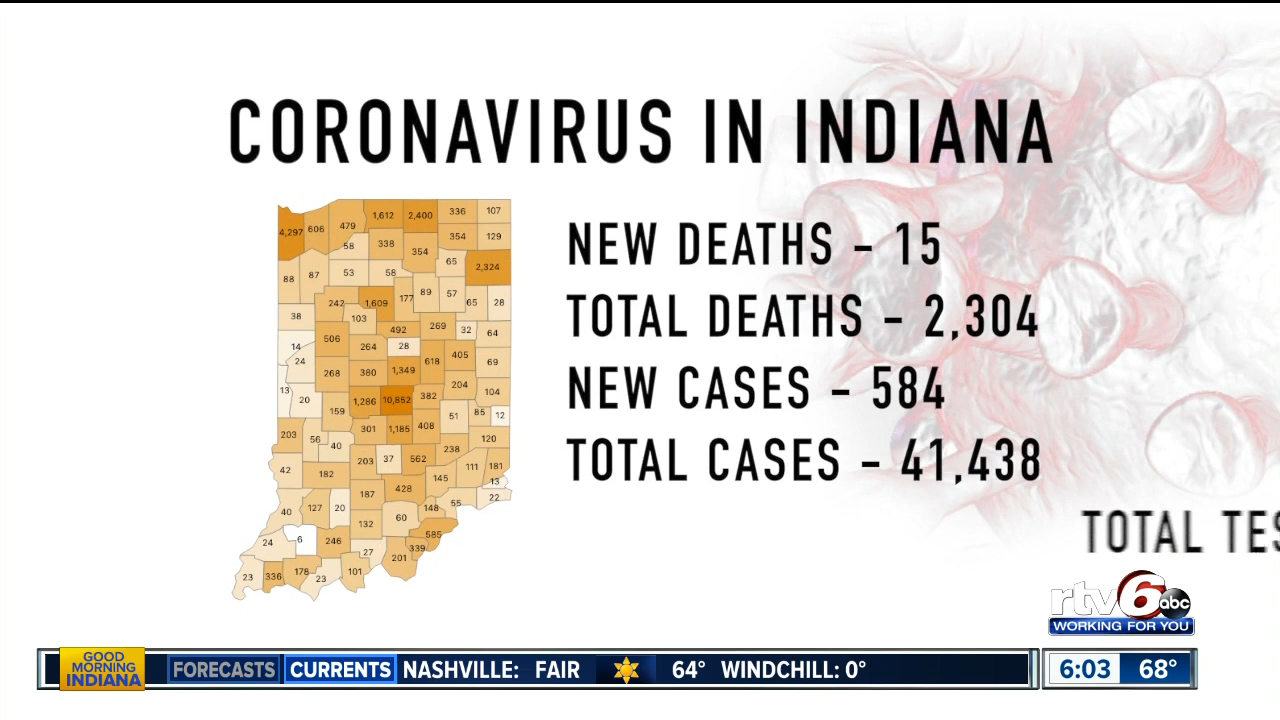 CORONAVIRUS IN INDIANA
4,297 606 479 1,612 2,400 336 107
58 338 354 354 129
88 87 53 58 65 2,324
242 1,609 177 89 57 65 28
38 103 492 269 32 64
14 506 264 28 618 405 69
24 268 380 1,349 204 104
13 20 159 1,286 10,852 382 51 85 12
203 56 40 301 1,185 408 238 120
42 182 203 37 562 145 111 181
13
40 127 20 187 428 148 55 22
24 6 246 132 60 585
27 201 339
23 336 178 23 101
NEW DEATHS - 15
TOTAL DEATHS - 2,304
NEW CASES - 584
TOTAL CASES - 41,438
TOTAL TES
rtv6 abc
WORKING FOR YOU
GOOD
MORNING
INDIANA
FORECASTS CURRENTS NASHVILLE: FAIR 64° WINDCHILL: 0°
6:03 68°